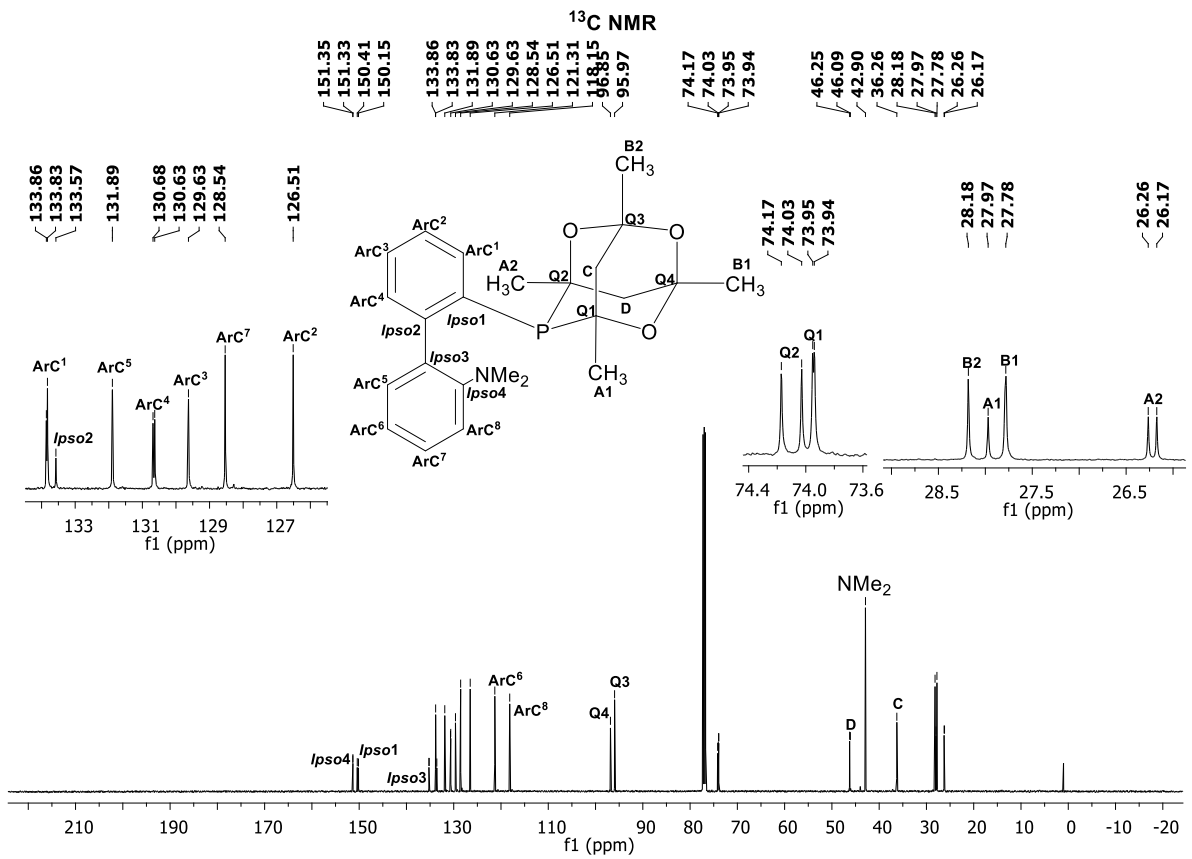 13C NMR
151.35
151.33
150.41
150.15
133.86
133.83
131.89
130.63
129.63
128.54
126.51
121.31
118.15
96.85
95.97
74.17
74.03
73.95
73.94
46.25
46.09
42.90
36.26
28.18
27.97
27.78
26.26
26.17
133.86
133.83
133.57
131.89
130.68
130.63
129.63
128.54
126.51
74.17
74.03
73.95
73.94
28.18
27.97
27.78
26.26
26.17
ArC1
Ipso2
ArC5
ArC4
ArC3
ArC7
ArC2
133 131 129 127
f1 (ppm)
B2
CH3
Q3
O O
ArC2
ArC3 ArC1
A2 C B1
H3C Q2 Q4 CH3
D
ArC4 Ipso1 Q1
Ipso2 P O
Ipso3
NMe2 CH3
ArC5 Ipso4 A1
ArC6 ArC8
ArC7
Q2 Q1
74.4 74.0 73.6
f1 (ppm)
B2 A1 B1 A2
28.5 27.5 26.5
f1 (ppm)
Ipso4 Ipso1 Ipso3 ArC6 ArC8 Q4 Q3 D NMe2 C
210 190 170 150 130 110 90 80 70 60 50 40 30 20 10 0 -10 -20
f1 (ppm)